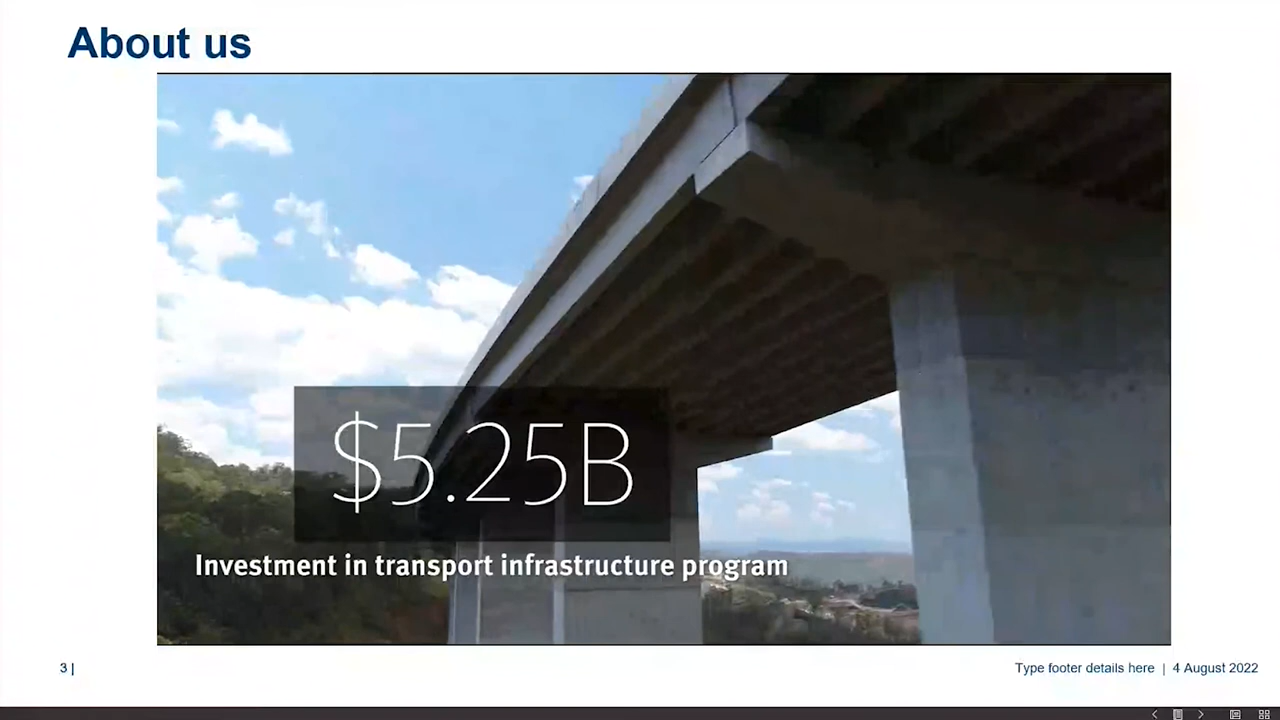 About us
$5.25B
Investment in transport infrastructure program
3 |
Type footer details here | 4 August 2022